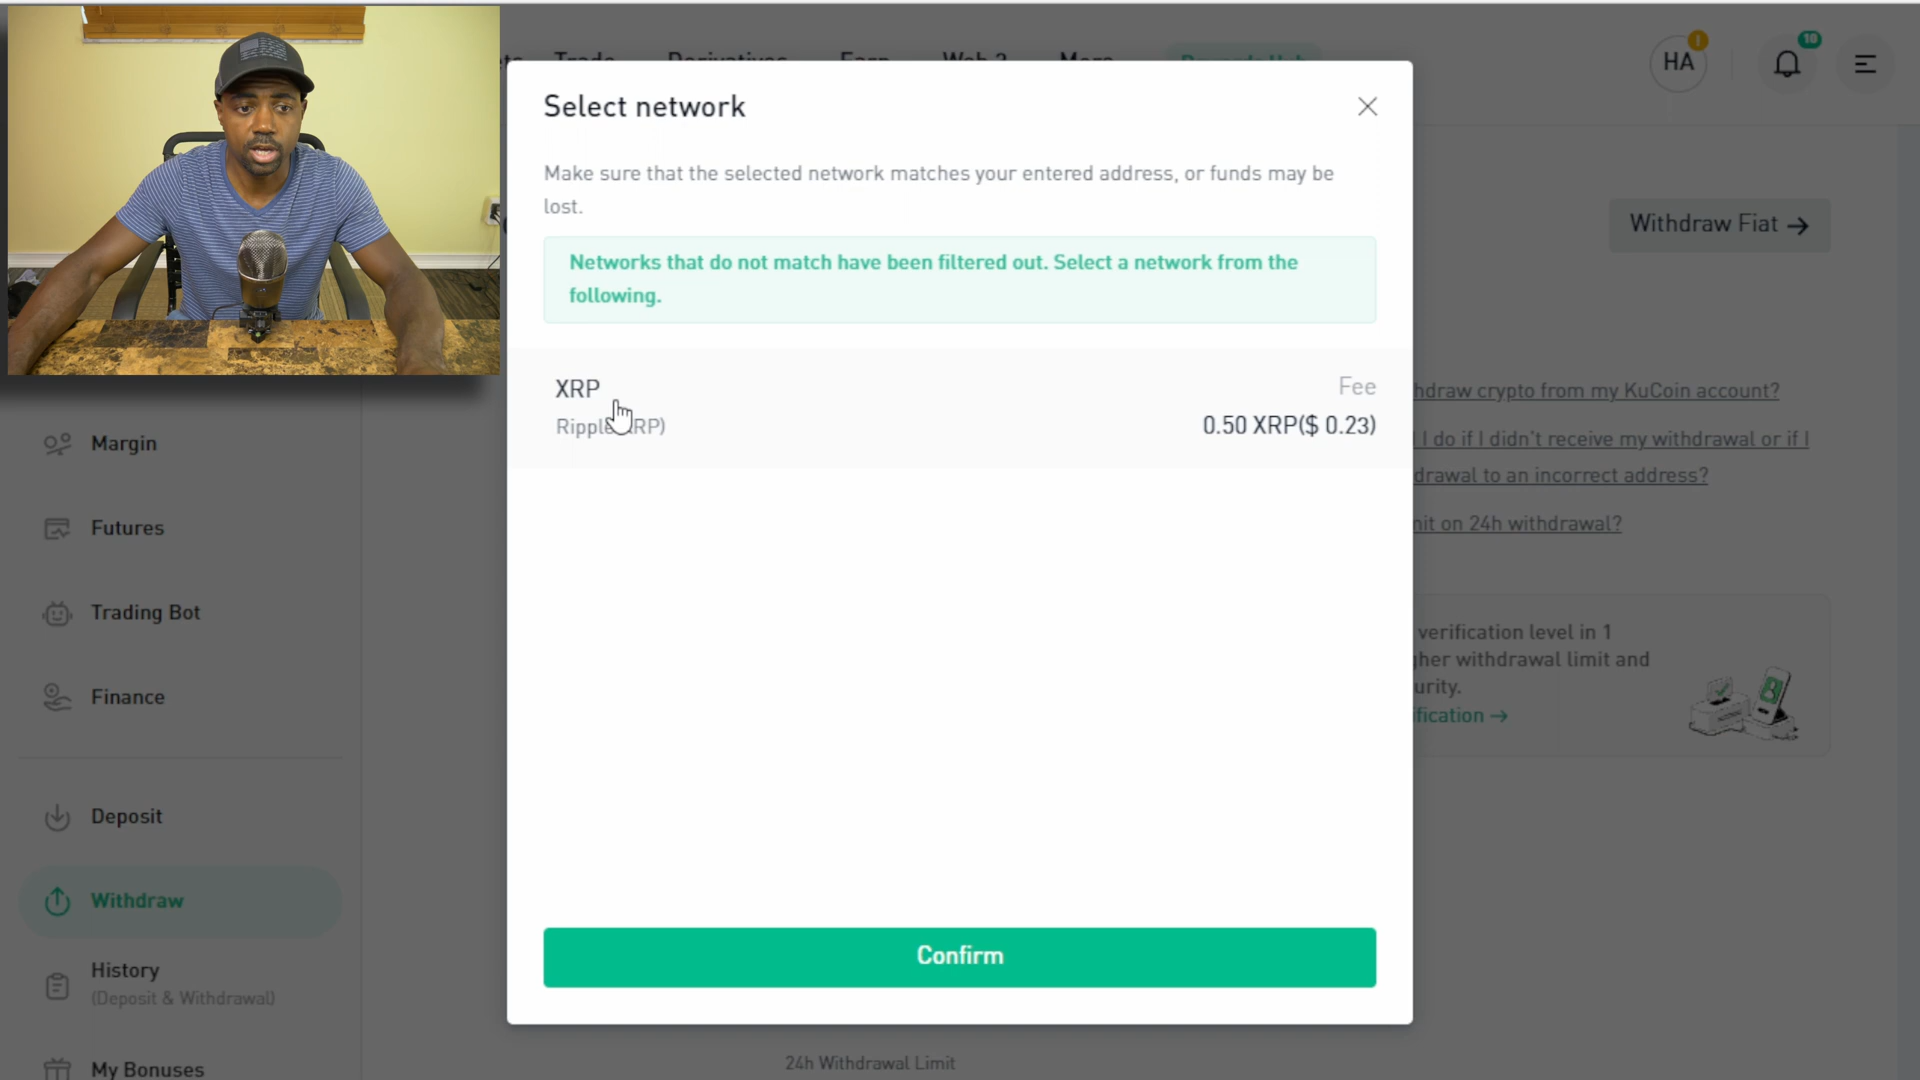 HA
10
Select network
Make sure that the selected network matches your entered address, or funds may be
lost.
Withdraw Fiat →
Networks that do not match have been filtered out. Select a network from the
following.
XRP
Fee
0.50 XRP($ 0.23)
hdraw crypto from my KuCoin account?
I do if I didn't receive my withdrawal or if I
drawal to an incorrect address?
nit on 24h withdrawal?
verification level in 1
gher withdrawal limit and
urity.
ification →
Margin
Futures
Trading Bot
Finance
Deposit
Withdraw
History
(Deposit & Withdrawal)
My Bonuses
Confirm
24h Withdrawal Limit